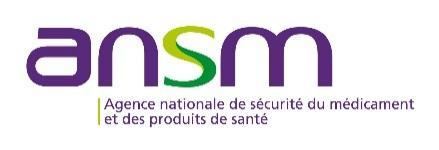 ansm
Agence nationale de sécurité du médicament
et des produits de santé